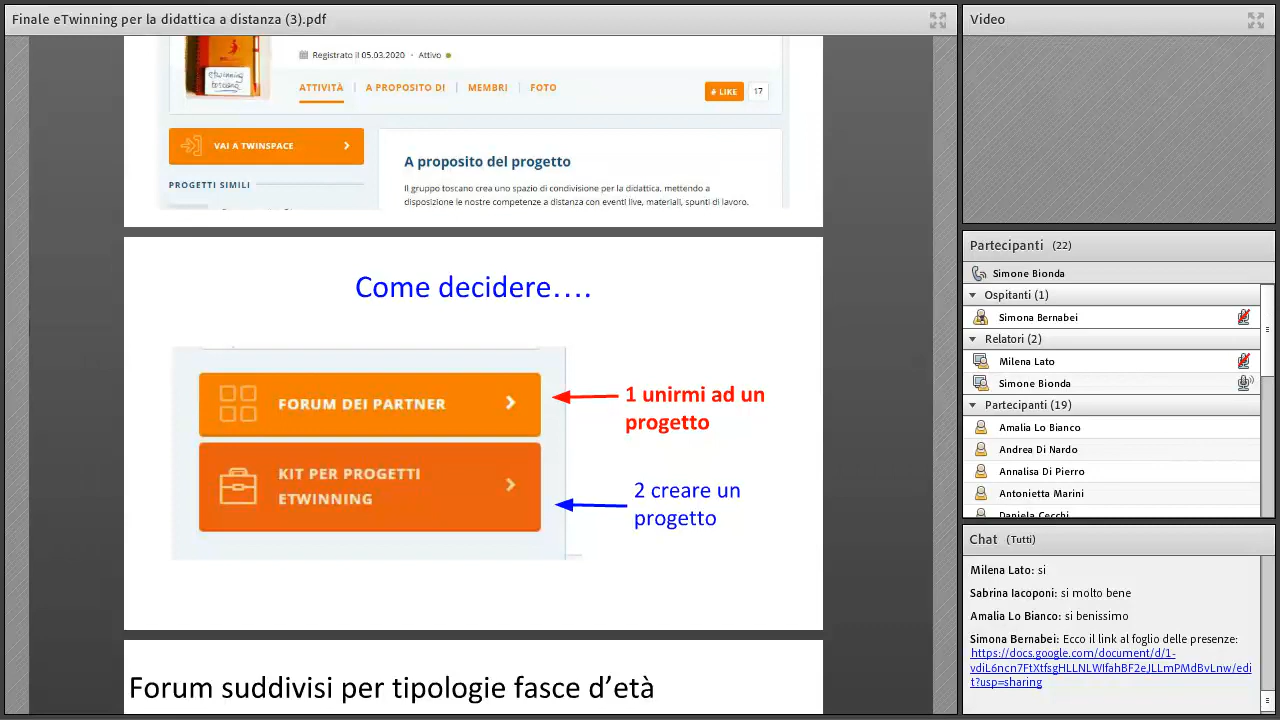 Finale eTwinning per la didattica a distanza (3).pdf
etwinning
toscana
Registrato il 05.03.2020 · Attivo
ATTIVITÀ | A PROPOSITO DI | MEMBRI | FOTO
LIKE 17
VAI A TWINSPACE
PROGETTI SIMILI
A proposito del progetto
Il gruppo toscano crea uno spazio di condivisione per la didattica, mettendo a
disposizione le nostre competenze a distanza con eventi live, materiali, spunti di lavoro.
Come decidere....
FORUM DEI PARTNER
1 unirmi ad un
progetto
KIT PER PROGETTI
ETWINNING
2 creare un
progetto
Forum suddivisi per tipologie fasce d’età
Video
Partecipanti (22)
Simone Bionda
Ospitanti (1)
Simona Bernabei
Relatori (2)
Milena Lato
Simone Bionda
Partecipanti (19)
Amalia Lo Bianco
Andrea Di Nardo
Annalisa Di Pierro
Antonietta Marini
Daniela Cecchi
Chat (Tutti)
Milena Lato: si
Sabrina Iacoponi: si molto bene
Amalia Lo Bianco: si benissimo
Simona Bernabei: Ecco il link al foglio delle presenze:
https://docs.google.com/document/d/1-
vdiL6ncn7FtXtfsgHLLNLWIfahBF2eJLLmPMdBvLnw/edi
t?usp=sharing